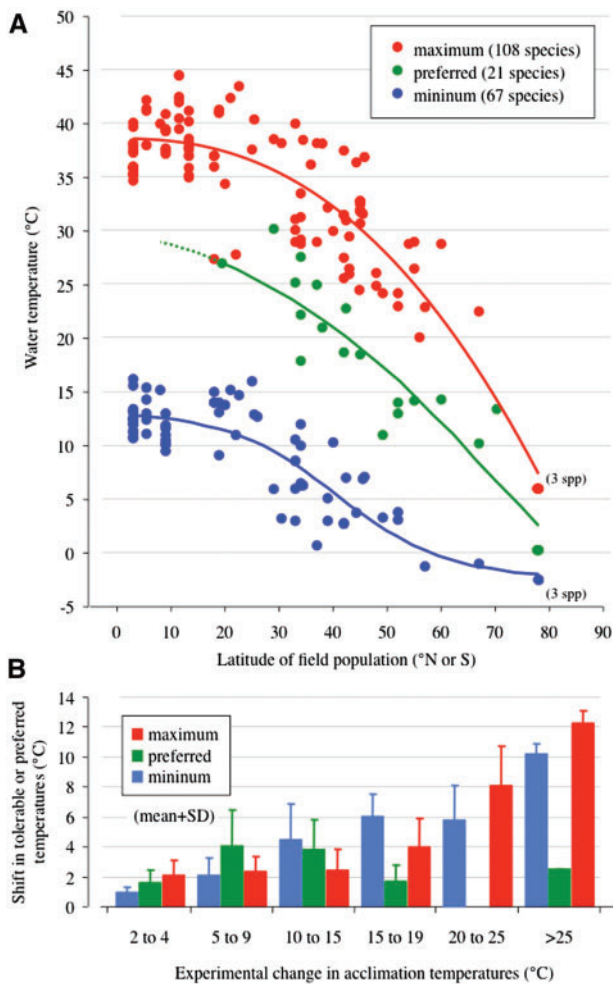 A
50
45
40
35
30
25
20
15
10
5
0
-5
Water temperature (°C)
maximum (108 species)
preferred (21 species)
mininum (67 species)
(3 spp)
(3 spp)
0 10 20 30 40 50 60 70 80 90
Latitude of field population (°N or S)
B
14
12
10
8
6
4
2
0
Shift in tolerable or preferred
temperatures (°C)
maximum
preferred
mininum
(mean+SD)
2 to 4 5 to 9 10 to 15 15 to 19 20 to 25 >25
Experimental change in acclimation temperatures (°C)